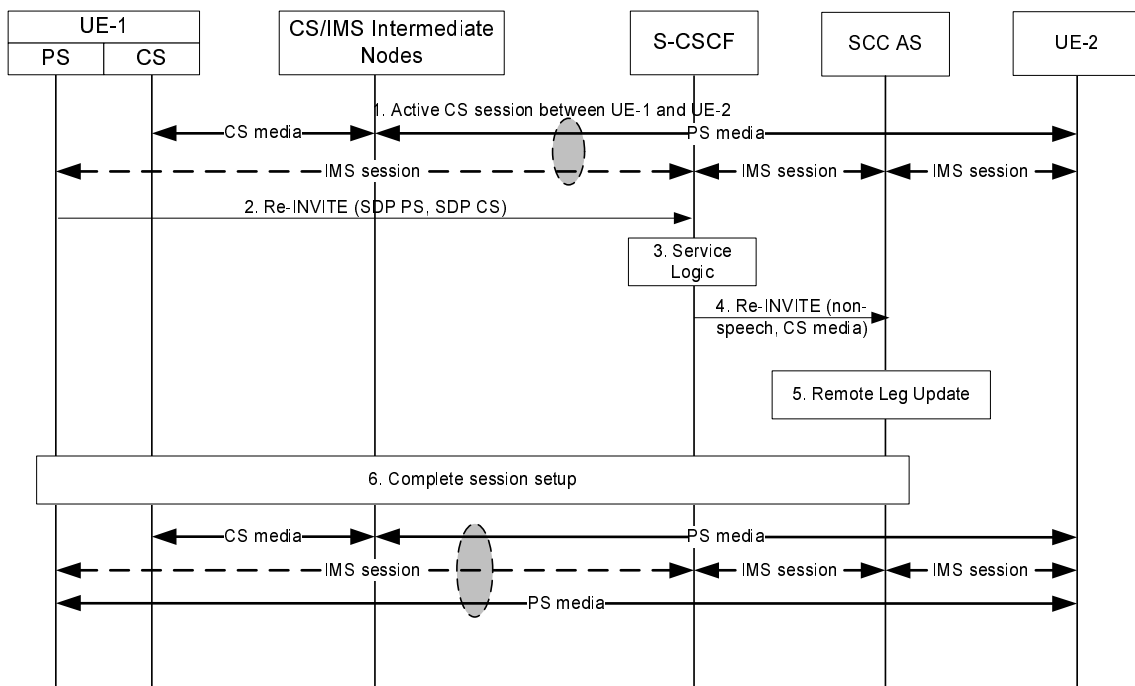 UE-1
PS
CS
CS/IMS Intermediate
Nodes
S-CSCF
SCC AS
UE-2
1. Active CS session between UE-1 and UE-2
CS media
PS media
IMS session
IMS session
IMS session
2. Re-INVITE (SDP PS, SDP CS)
3. Service
Logic
4. Re-INVITE (non-
speech, CS media)
5. Remote Leg Update
6. Complete session setup
CS media
PS media
IMS session
IMS session
IMS session
PS media